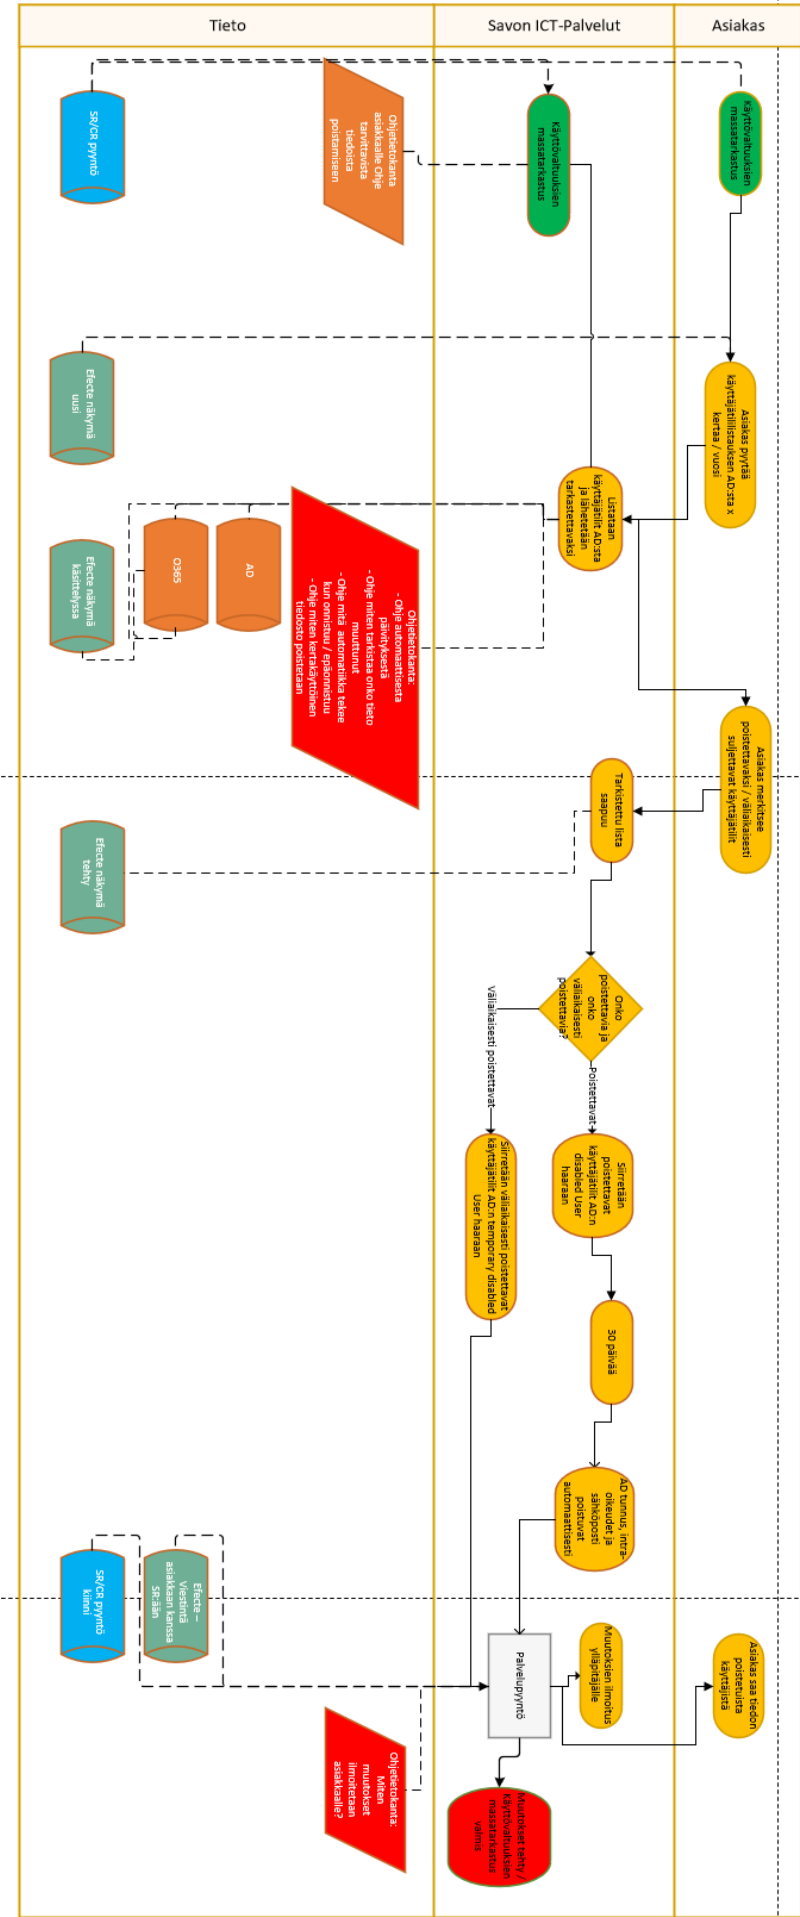 Tieto
Savon ICT-Palvelut
Asiakas
Käyttövaltuuksien
massatarkastus
Asiakas pyytää
käyttäjätililistauksen AD:sta x
kertaa / vuosi
Asiakas merkitsee
poistettavaksi / väliaikaisesti
suljettavat käyttäjätilit
Asiakas saa tiedon
poistetuista
käyttäjistä
Käyttövaltuuksien
massatarkastus
Listataan
käyttäjätilit AD:sta
ja lähetetään
tarkastettavaksi
Tarkistettu lista
saapuu
Onko
poistettavia ja
onko
väliaikaisesti
poistettavia?
Poistettavat
Väliaikaisesti poistettavat
Siirretään
poistettavat
käyttäjätilit AD:n
disabled User
haaraan
Siirretään väliaikaisesti poistettavat
käyttäjätilit AD:n temporary disabled
User haaraan
30 päivää
AD tunnus, intra-
oikeudet ja
sähköposti
poistuvat
automaattisesti
Muutoksien ilmoitus
ylläpitäjälle
Palvelupyyntö
Muutokset tehty /
Käyttövaltuuksien
massatarkastus
valmis
Ohjetietokanta
asiakkaalle Ohje
tarvittavista
tiedoista
poistamiseen
SR/CR pyyntö
Efecte näkymä
uusi
Ohjetietokanta:
- Ohje automaattisesta
päivityksestä
- Ohje miten tarkistaa onko tieto
muuttunut
- Ohje mitä automatiikka tekee
kun onnistuu / epäonnistuu
- Ohje miten kertakäyttöinen
tiedosto poistetaan
AD
O365
Efecte näkymä
käsittelyssä
Efecte näkymä
tehty
Efecte –
Viestintä
asiakkaan kanssa
SR:ään
SR/CR pyyntö
kiinni
Ohjetietokanta:
Miten
muutokset
ilmoitetaan
asiakkaalle?